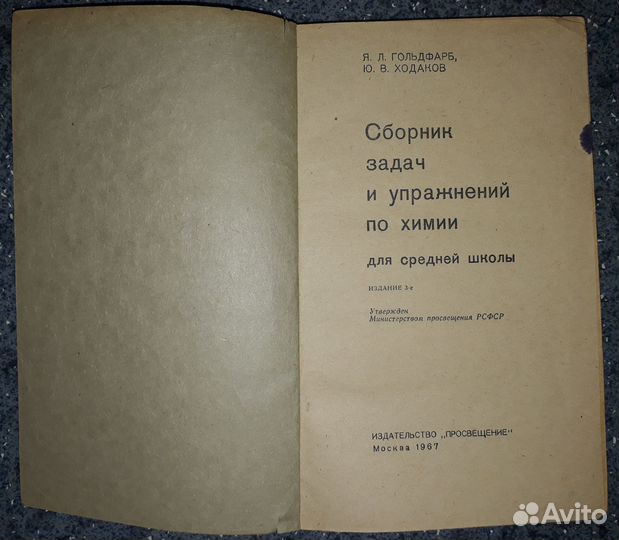 Я. Л. ГОЛЬДФАРБ,
Ю. В. ХОДАКОВ
Сборник
задач
и упражнений
по химии
для средней школы
ИЗДАНИЕ 3-е
Утвержден
Министерством просвещения РСФСР
ИЗДАТЕЛЬСТВО „ПРОСВЕЩЕНИЕ"
Москва 1967
Avito